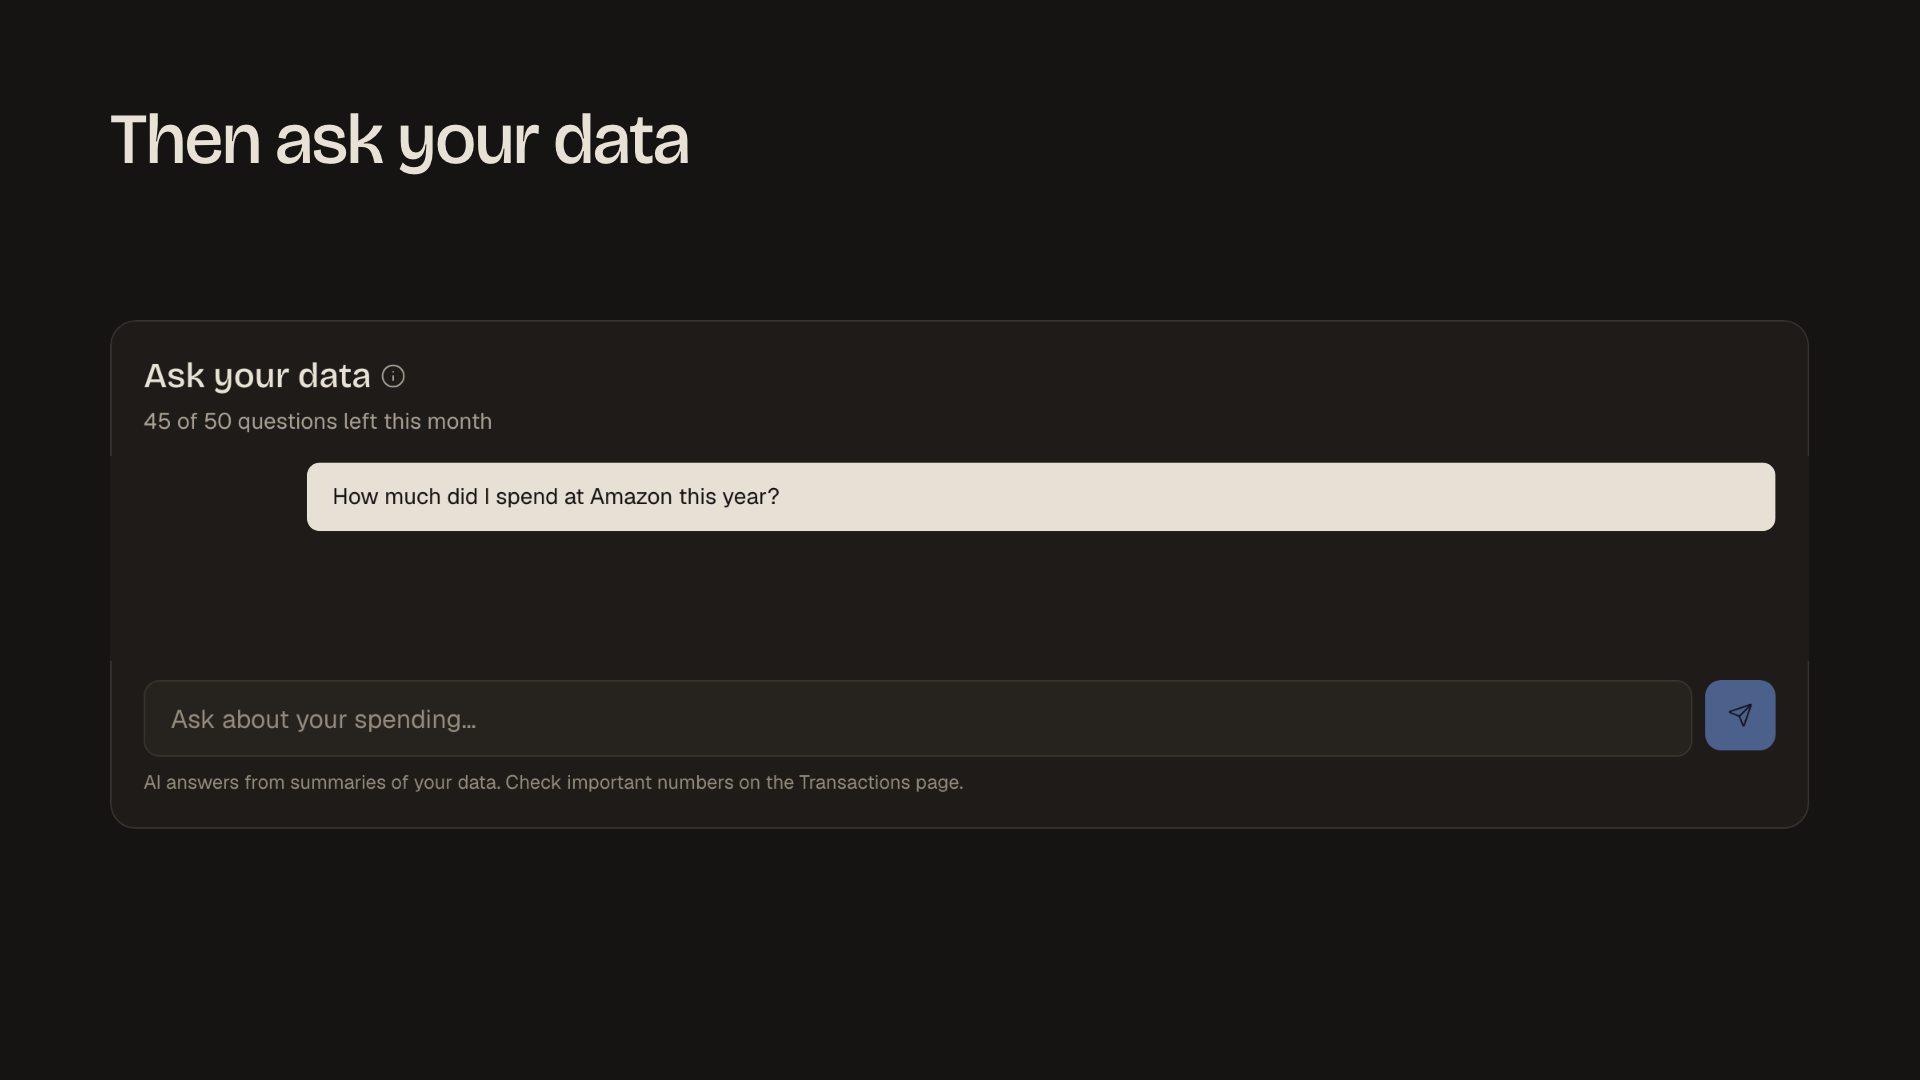 Then ask your data
Ask your data
45 of 50 questions left this month
How much did I spend at Amazon this year?
Ask about your spending…
AI answers from summaries of your data. Check important numbers on the Transactions page.